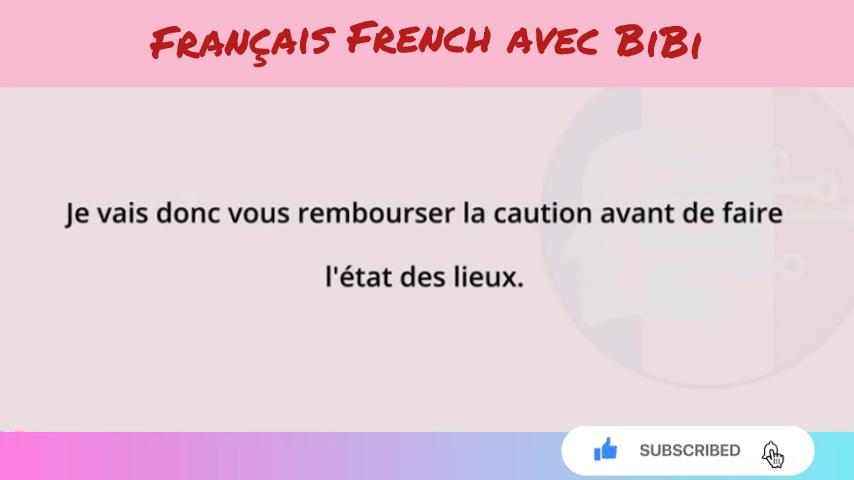 Français French avec BiBi
Je vais donc vous rembourser la caution avant de faire
l'état des lieux.
SUBSCRIBED